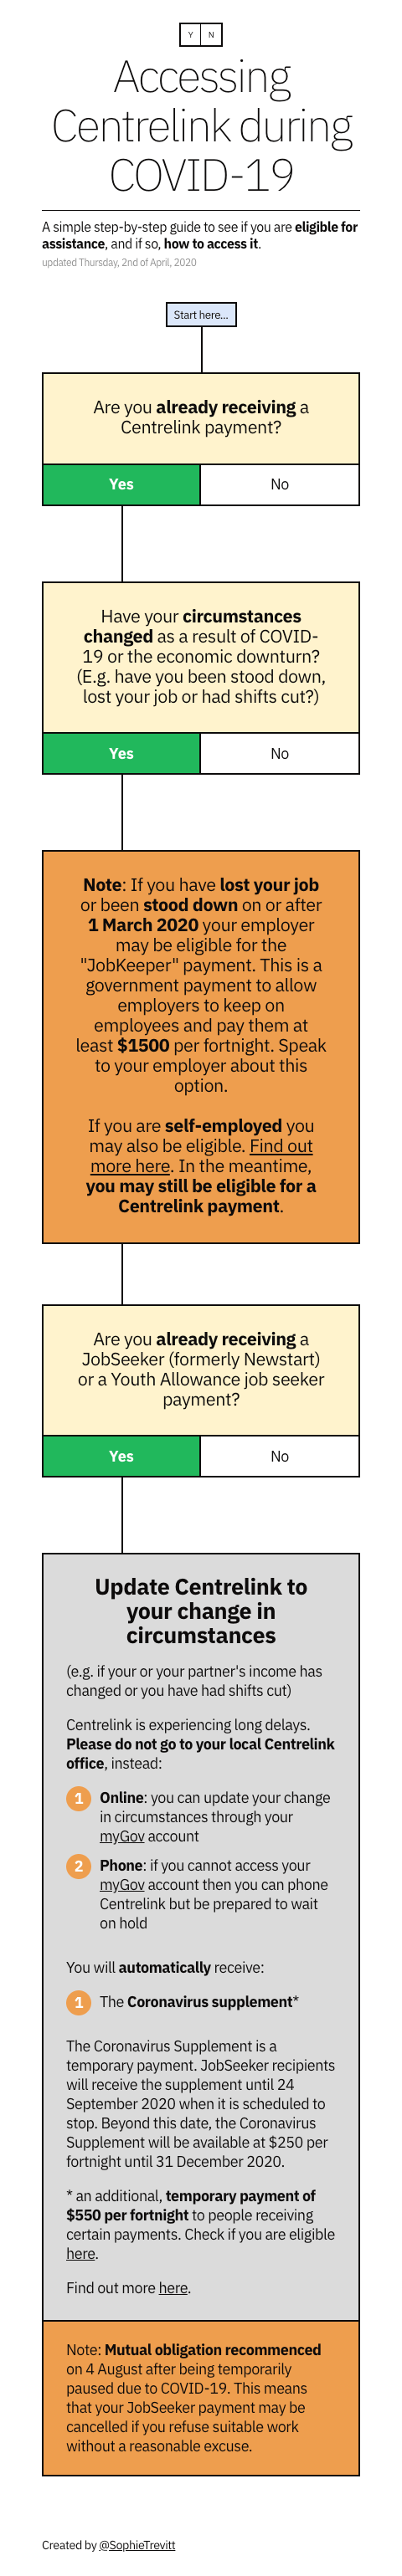 Y N
Accessing
Centrelink during
COVID-19
A simple step-by-step guide to see if you are eligible for
assistance, and if so, how to access it.
updated Thursday, 2nd of April, 2020
Start here...
Are you already receiving a
Centrelink payment?
Yes No
Have your circumstances
changed as a result of COVID-
19 or the economic downturn?
(E.g. have you been stood down,
lost your job or had shifts cut?)
Yes No
Note: If you have lost your job
or been stood down on or after
1 March 2020 your employer
may be eligible for the
"JobKeeper" payment. This is a
government payment to allow
employers to keep on
employees and pay them at
least $1500 per fortnight. Speak
to your employer about this
option.
If you are self-employed you
may also be eligible. Find out
more here. In the meantime,
you may still be eligible for a
Centrelink payment.
Are you already receiving a
JobSeeker (formerly Newstart)
or a Youth Allowance job seeker
payment?
Yes No
Update Centrelink to
your change in
circumstances
(e.g. if your or your partner's income has
changed or you have had shifts cut)
Centrelink is experiencing long delays.
Please do not go to your local Centrelink
office, instead:
1 Online: you can update your change
in circumstances through your
myGov account
2 Phone: if you cannot access your
myGov account then you can phone
Centrelink but be prepared to wait
on hold
You will automatically receive:
1 The Coronavirus supplement*
The Coronavirus Supplement is a
temporary payment. JobSeeker recipients
will receive the supplement until 24
September 2020 when it is scheduled to
stop. Beyond this date, the Coronavirus
Supplement will be available at $250 per
fortnight until 31 December 2020.
* an additional, temporary payment of
$550 per fortnight to people receiving
certain payments. Check if you are eligible
here.
Find out more here.
Note: Mutual obligation recommenced
on 4 August after being temporarily
paused due to COVID-19. This means
that your JobSeeker payment may be
cancelled if you refuse suitable work
without a reasonable excuse.
Created by @SophieTrevitt